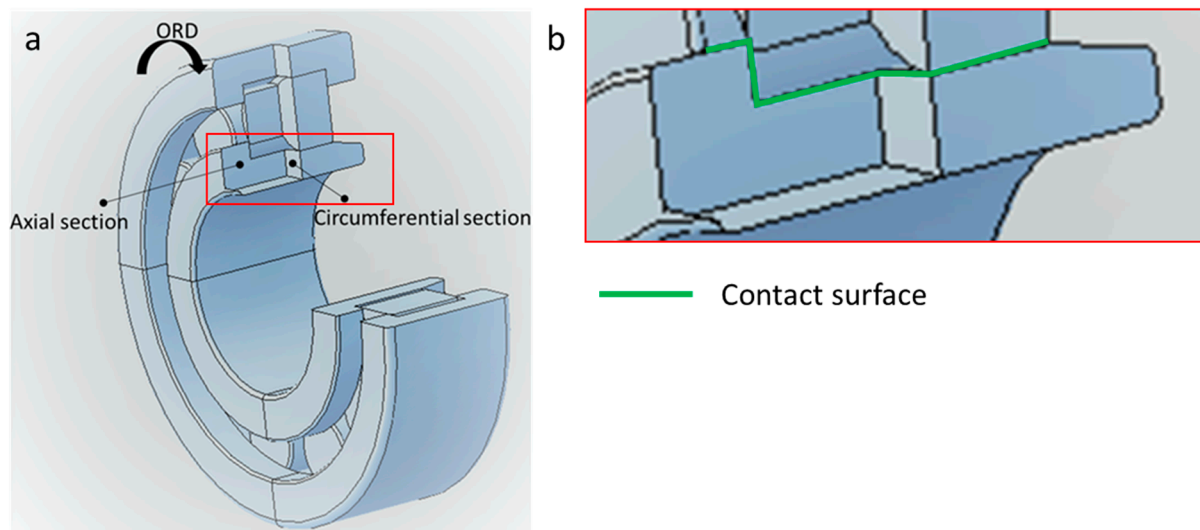 a
ORD
Axial section
Circumferential section
b
Contact surface